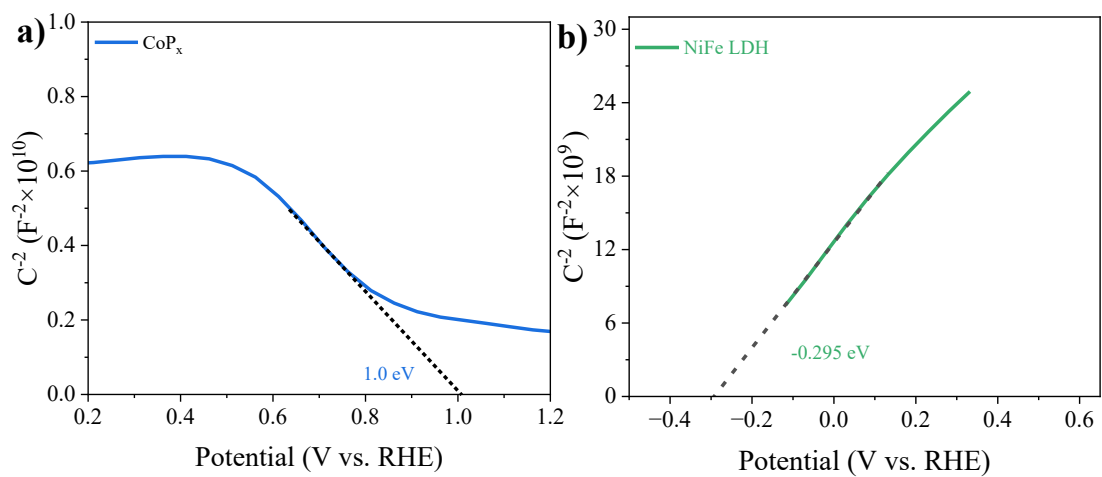 a)
CoPₓ
C⁻² (F⁻²×10¹⁰)
1.0
0.8
0.6
0.4
0.2
0.0
1.0 eV
0.2 0.4 0.6 0.8 1.0 1.2
Potential (V vs. RHE)
b)
NiFe LDH
C⁻² (F⁻²×10⁹)
30
24
18
12
6
0
-0.295 eV
−0.4 −0.2 0.0 0.2 0.4 0.6
Potential (V vs. RHE)